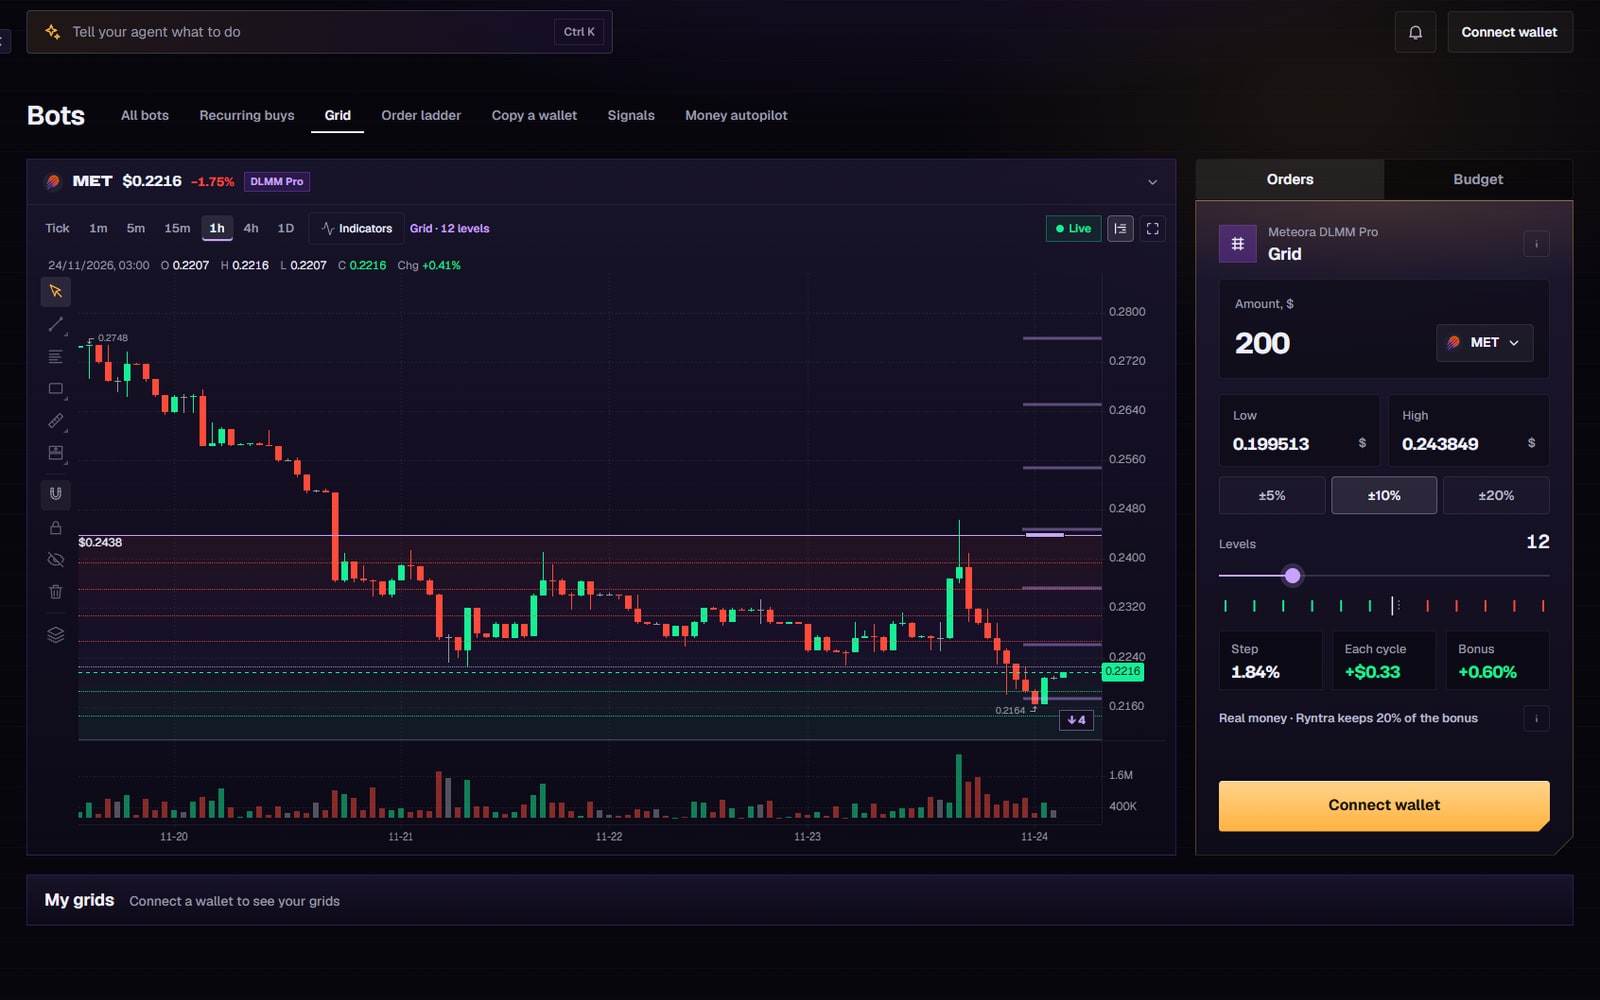 Tell your agent what to do
Ctrl K
Connect wallet
Bots
All bots
Recurring buys
Grid
Order ladder
Copy a wallet
Signals
Money autopilot
MET $0.2216 −1.75% DLMM Pro
Tick 1m 5m 15m 1h 4h 1D Indicators Grid · 12 levels
Live
24/11/2026, 03:00 O 0.2207 H 0.2216 L 0.2207 C 0.2216 Chg +0.41%
0.2748
$0.2438
0.2164
↓4
0.2800
0.2720
0.2640
0.2560
0.2480
0.2400
0.2320
0.2240
0.2216
0.2160
1.6M
400K
11-20 11-21 11-22 11-23 11-24
Orders
Budget
Meteora DLMM Pro
Grid
i
Amount, $
200
MET
Low
0.199513 $
High
0.243849 $
±5%
±10%
±20%
Levels
12
Step
1.84%
Each cycle
+$0.33
Bonus
+0.60%
Real money · Ryntra keeps 20% of the bonus
i
Connect wallet
My grids Connect a wallet to see your grids